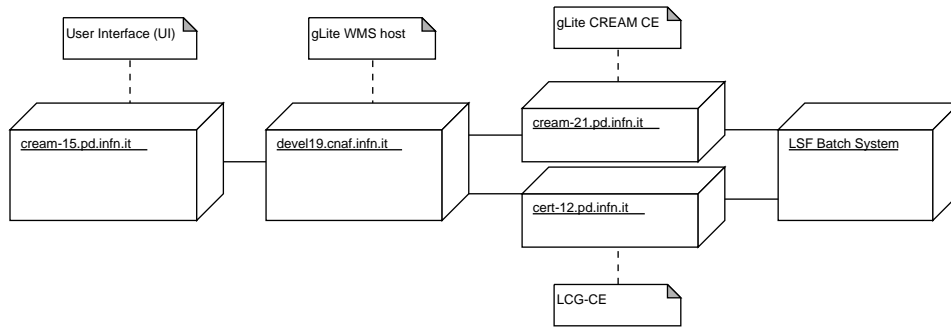 User Interface (UI)
gLite WMS host
gLite CREAM CE
cream-15.pd.infn.it
devel19.cnaf.infn.it
cream-21.pd.infn.it
LSF Batch System
cert-12.pd.infn.it
LCG-CE